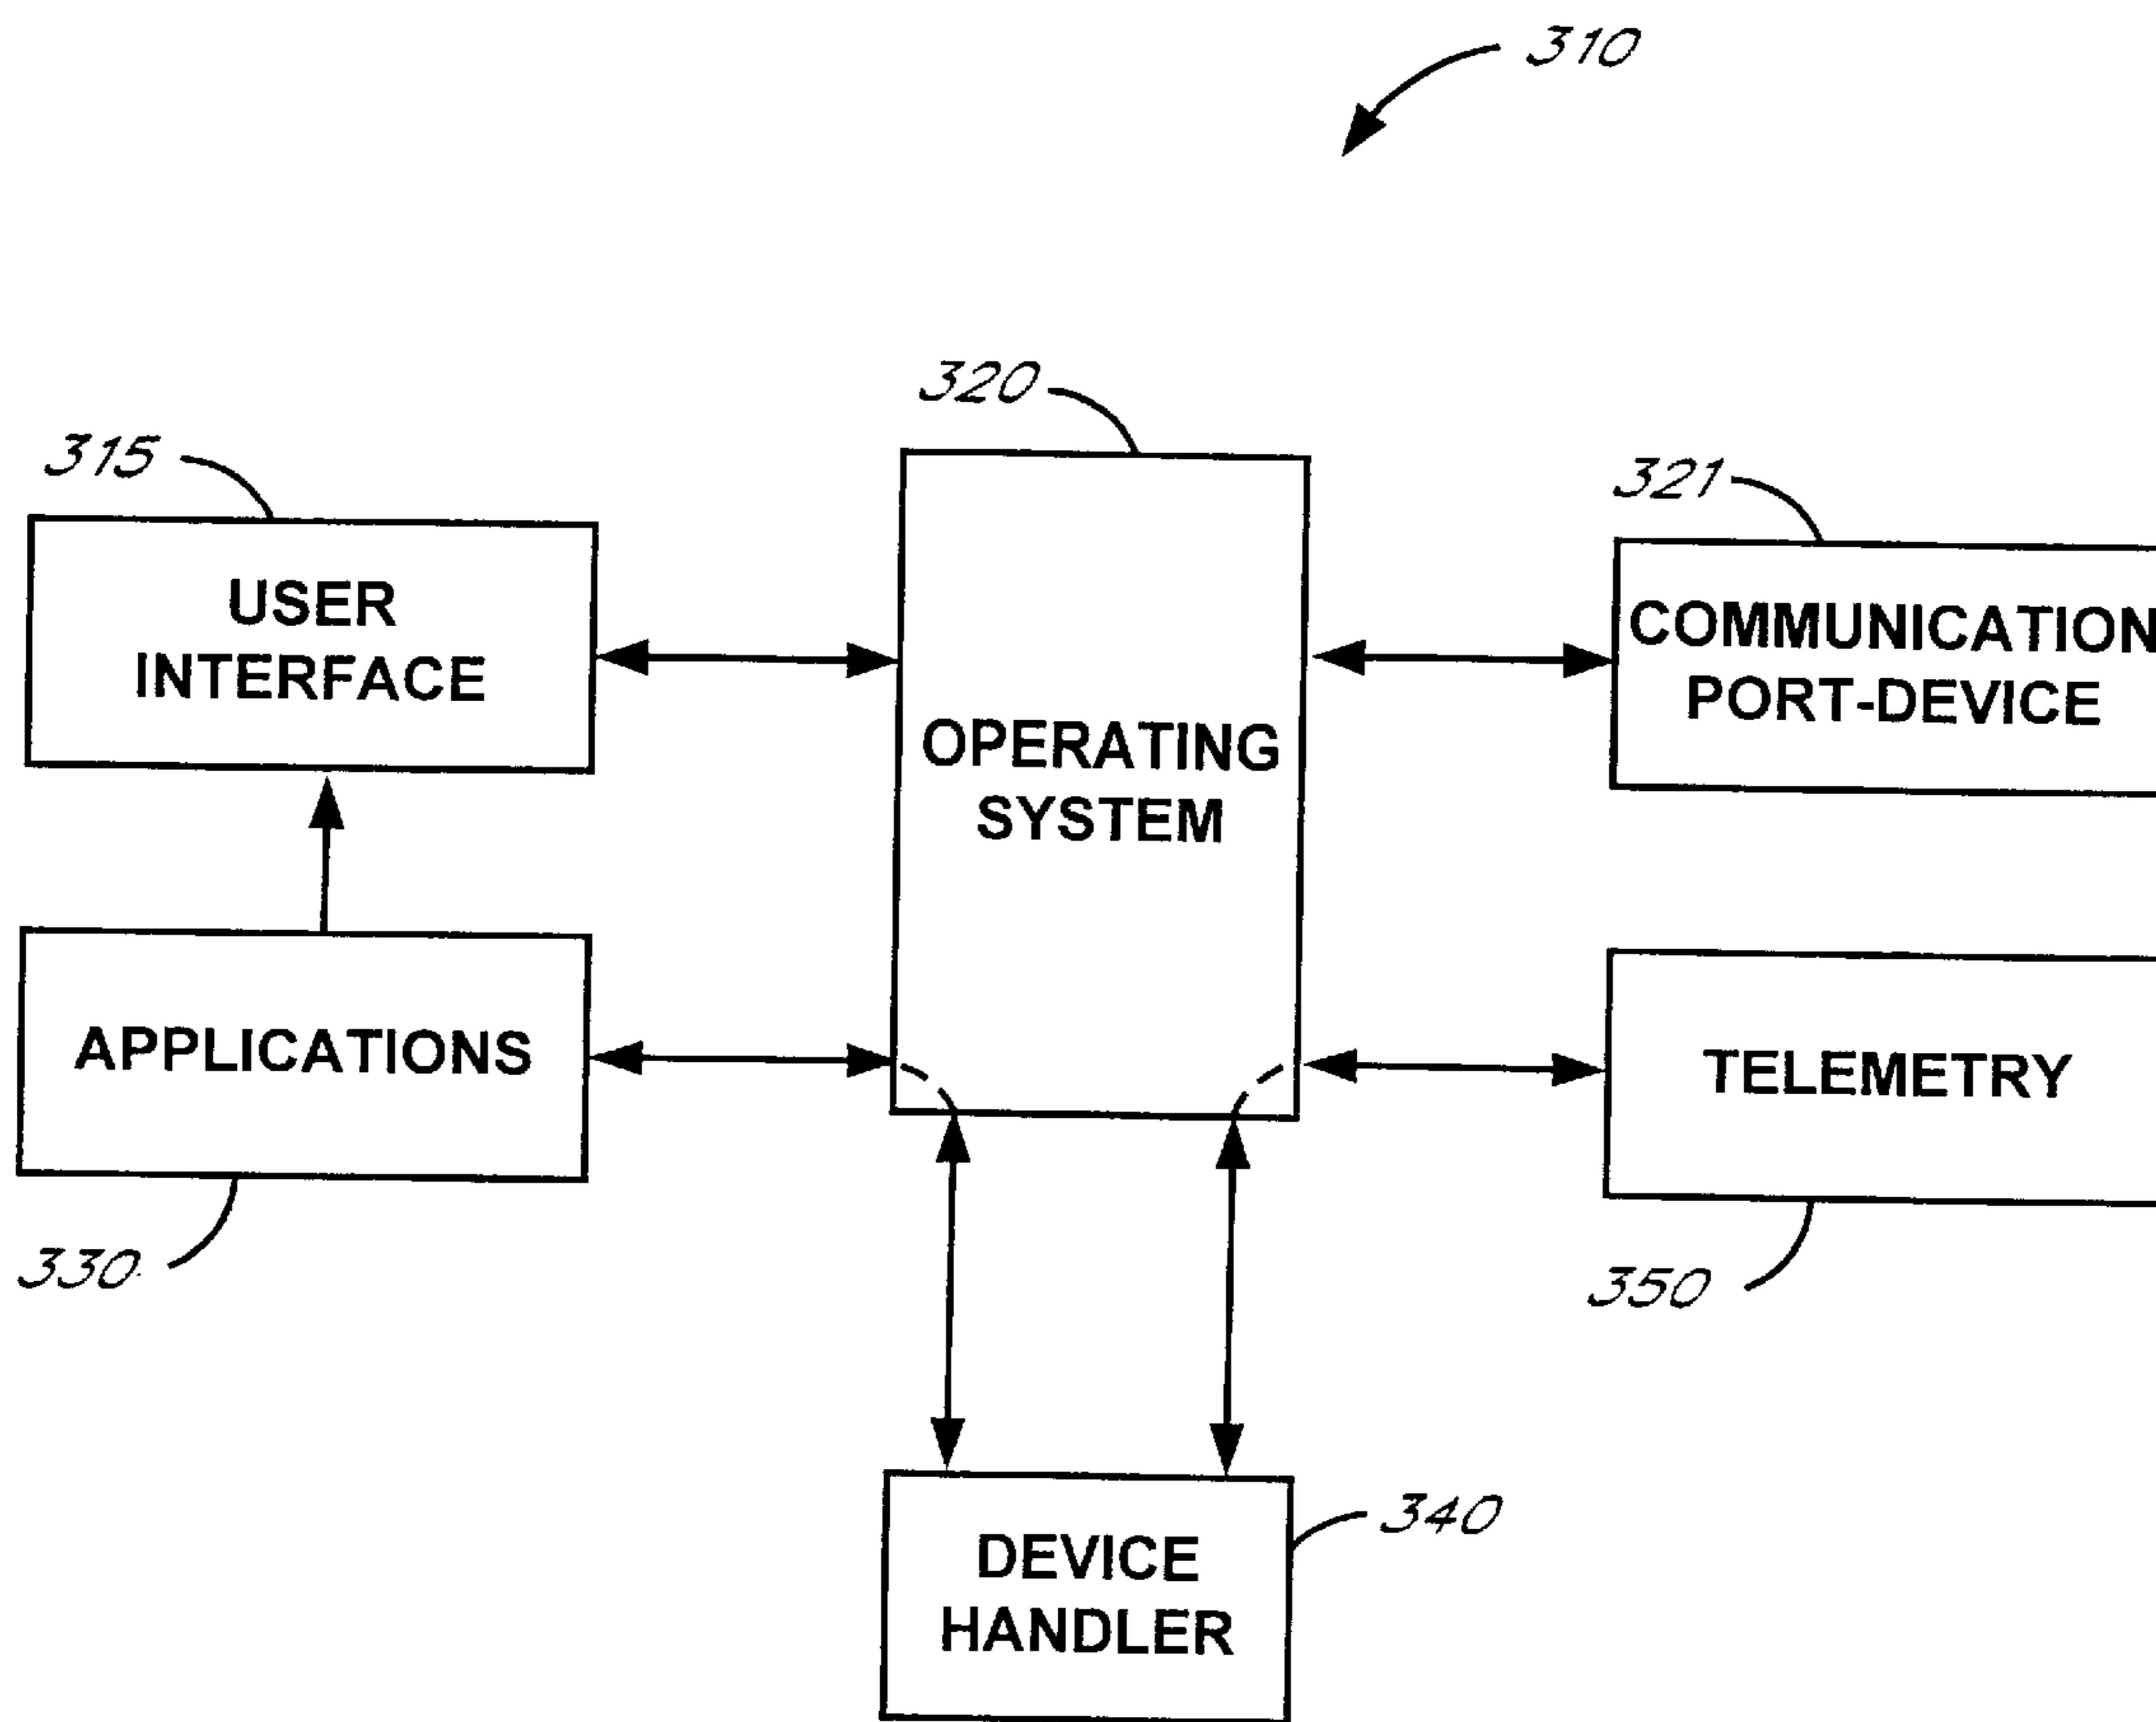 310
320
315
321
USER
INTERFACE
COMMUNICATION
PORT-DEVICE
OPERATING
SYSTEM
APPLICATIONS
TELEMETRY
330
350
340
DEVICE
HANDLER